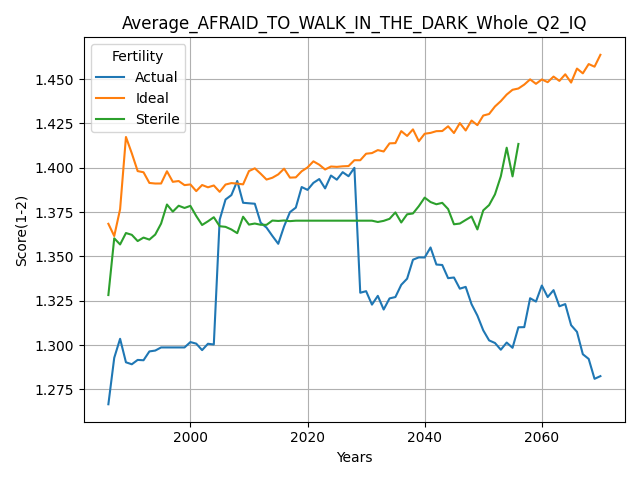 Average_AFRAID_TO_WALK_IN_THE_DARK_Whole_Q2_IQ
Fertility
Actual
Ideal
Sterile
Score(1-2)
1.450
1.425
1.400
1.375
1.350
1.325
1.300
1.275
2000
2020
2040
2060
Years